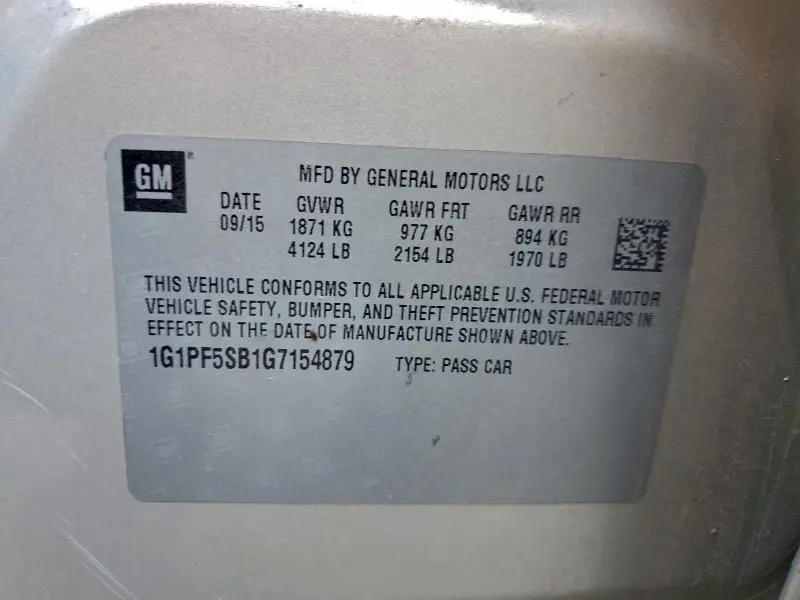 GM
MFD BY GENERAL MOTORS LLC
DATE GVWR GAWR FRT GAWR RR
09/15 1871 KG 977 KG 894 KG
4124 LB 2154 LB 1970 LB
THIS VEHICLE CONFORMS TO ALL APPLICABLE U.S. FEDERAL MOTOR
VEHICLE SAFETY, BUMPER, AND THEFT PREVENTION STANDARDS IN
EFFECT ON THE DATE OF MANUFACTURE SHOWN ABOVE.
1G1PF5SB1G7154879 TYPE: PASS CAR